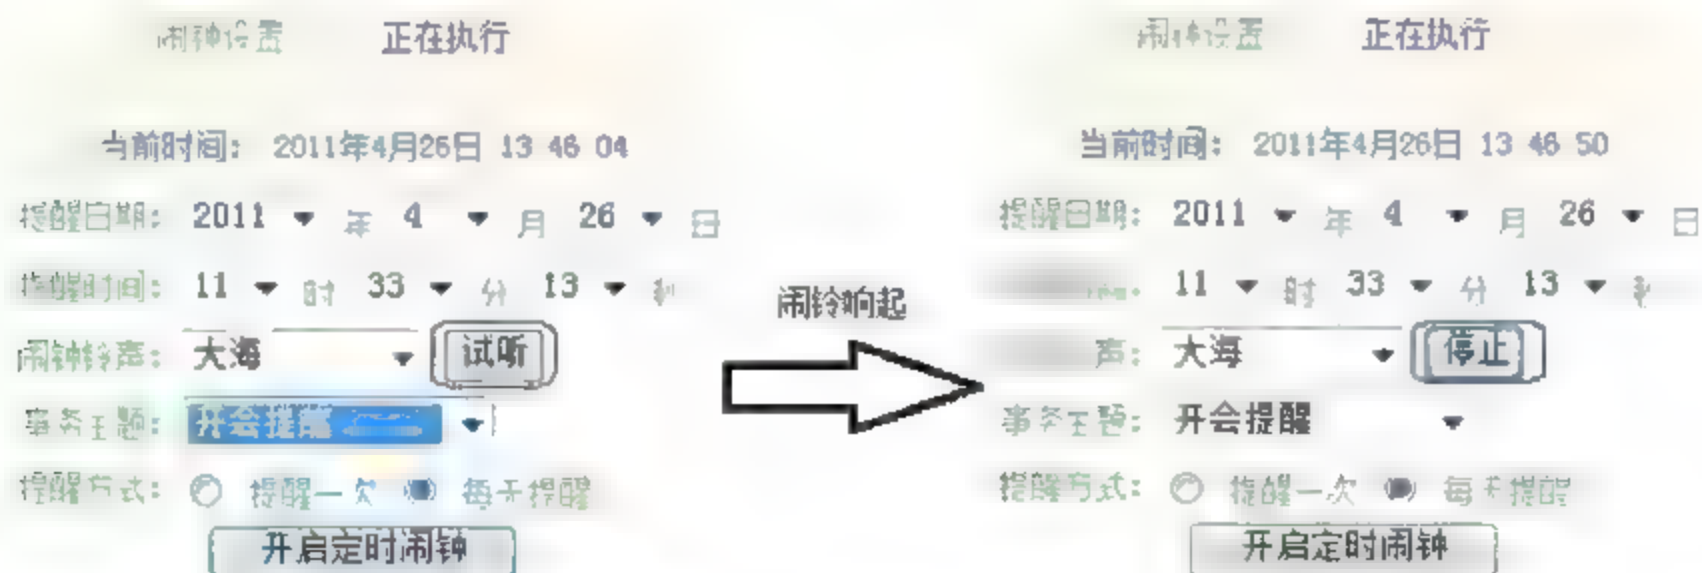 闹钟设置 正在执行
当前时间： 2011年4月26日 13 46 04
提醒日期： 2011 年 4 月 26 日
提醒时间： 11 时 33 分 13 秒
闹钟铃声： 大海 试听
事务主题： 开会提醒
提醒方式： 提醒一次 每天提醒
开启定时闹钟
闹铃响起
闹钟设置 正在执行
当前时间： 2011年4月26日 13 46 50
提醒日期： 2011 年 4 月 26 日
11 时 33 分 13 秒
声： 大海 停止
事务主题： 开会提醒
提醒方式： 提醒一次 每天提醒
开启定时闹钟